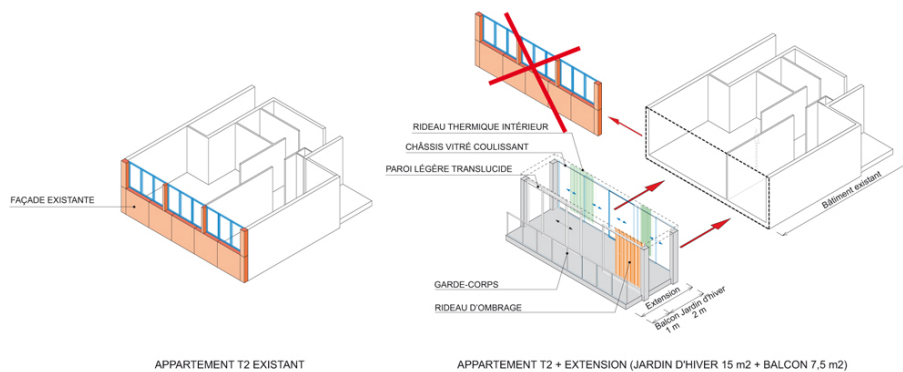 FAÇADE EXISTANTE
RIDEAU THERMIQUE INTÉRIEUR
CHÂSSIS VITRÉ COULISSANT
PAROI LÉGÈRE TRANSLUCIDE
Bâtiment existant
GARDE-CORPS
RIDEAU D'OMBRAGE
Extension
Balcon Jardin d'hiver
1 m 2 m
APPARTEMENT T2 EXISTANT
APPARTEMENT T2 + EXTENSION (JARDIN D'HIVER 15 m2 + BALCON 7,5 m2)